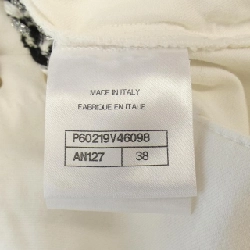 MADE IN ITALY
FABRIQUE EN ITALIE
P60219V46098
AN127 38